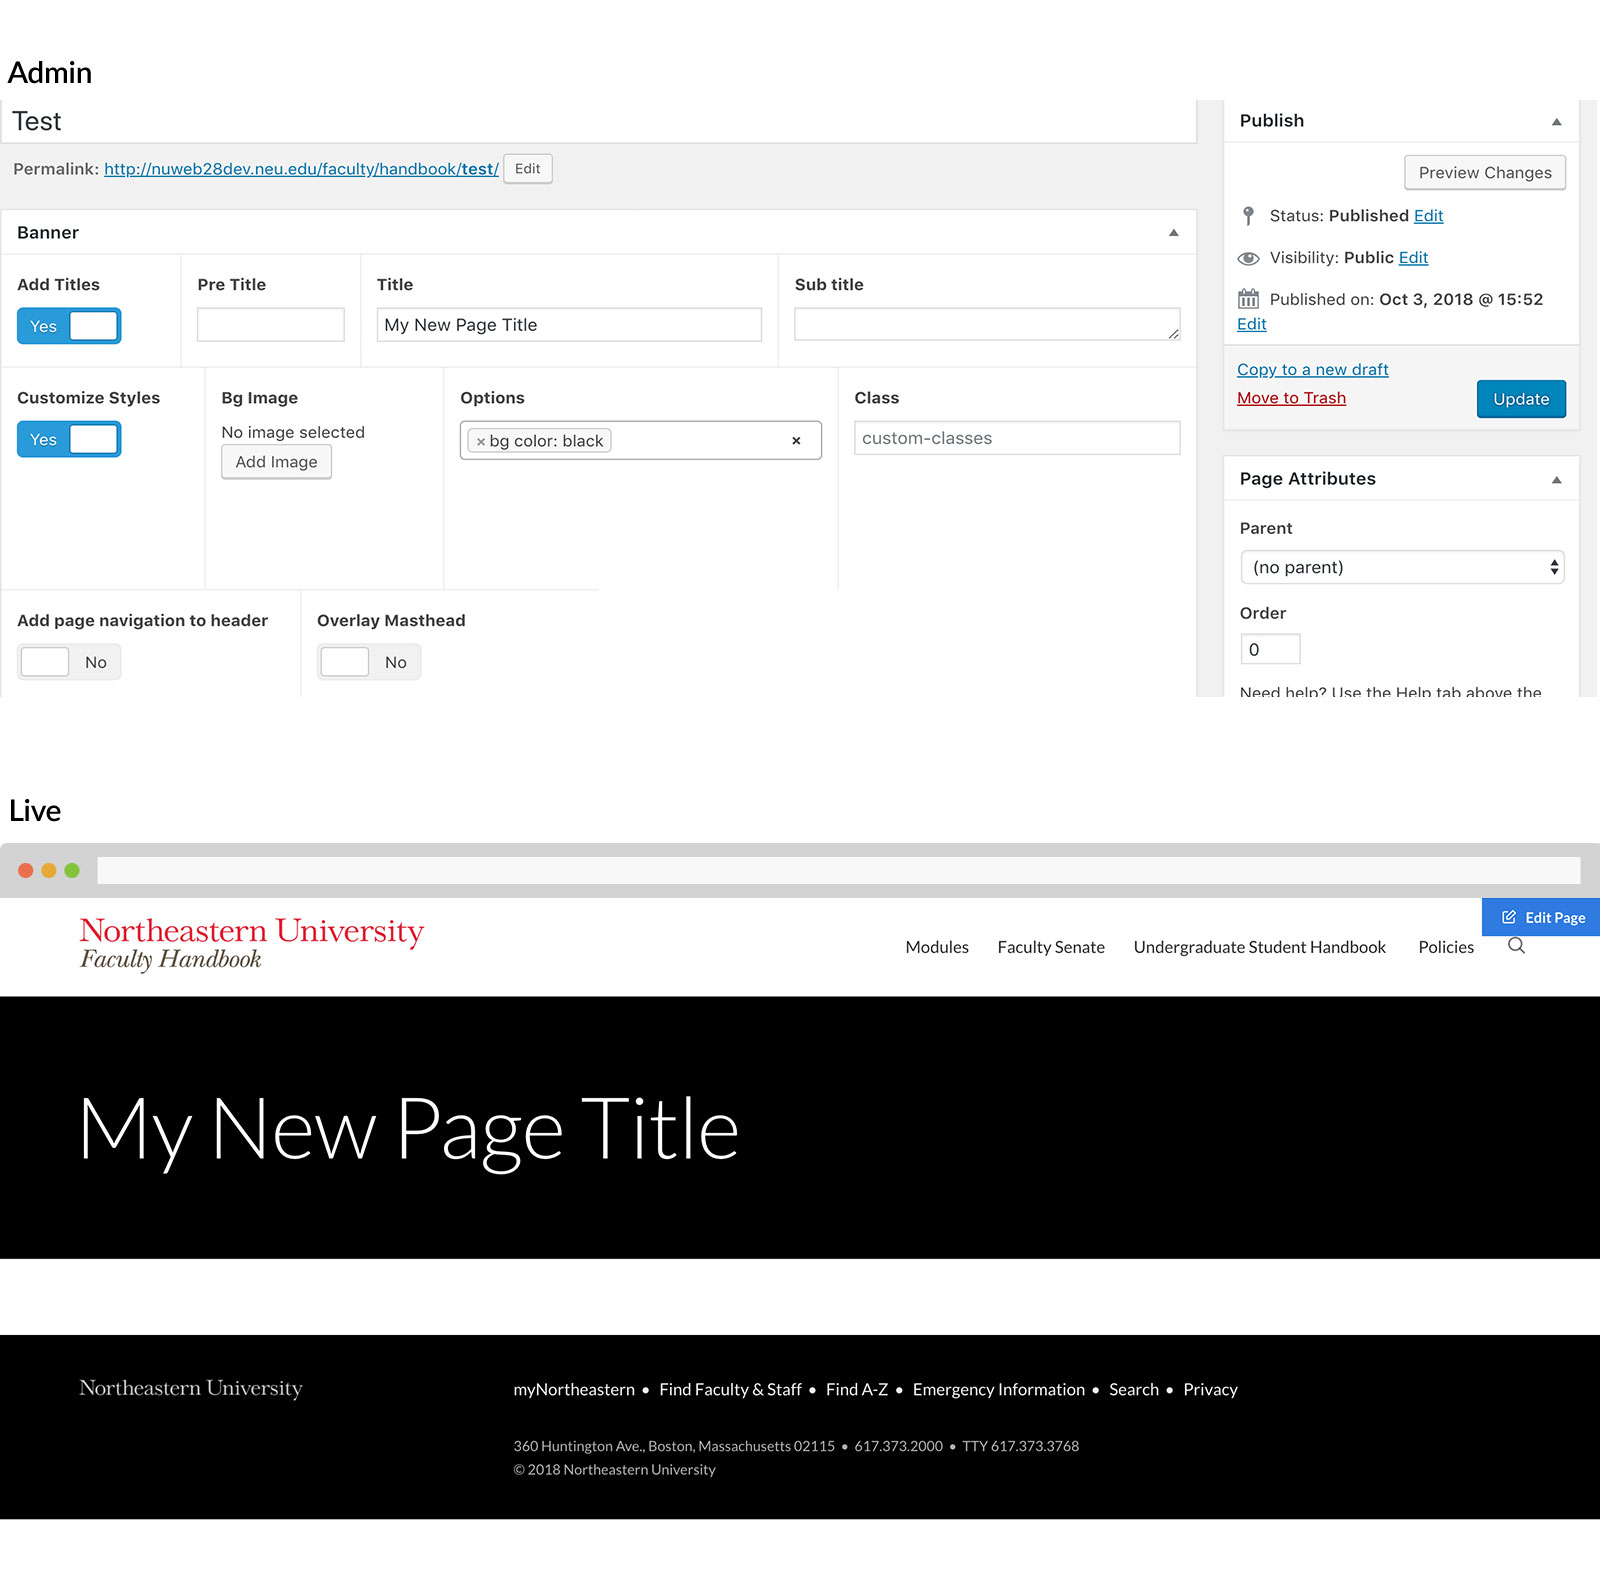 Admin
Test
Permalink: http://nuweb28dev.neu.edu/faculty/handbook/test/ Edit
Banner
Add Titles
Yes
Pre Title
Title
My New Page Title
Sub title
Customize Styles
Yes
Bg Image
No image selected
Add Image
Options
× bg color: black ×
Class
custom-classes
Add page navigation to header
No
Overlay Masthead
No
Publish
Preview Changes
Status: Published Edit
Visibility: Public Edit
Published on: Oct 3, 2018 @ 15:52
Edit
Copy to a new draft
Move to Trash
Update
Page Attributes
Parent
(no parent)
Order
0
Need help? Use the Help tab above the
Live
Northeastern University
Faculty Handbook
Modules Faculty Senate Undergraduate Student Handbook Policies
Edit Page
My New Page Title
Northeastern University
myNortheastern • Find Faculty & Staff • Find A-Z • Emergency Information • Search • Privacy
360 Huntington Ave., Boston, Massachusetts 02115 • 617.373.2000 • TTY 617.373.3768
© 2018 Northeastern University